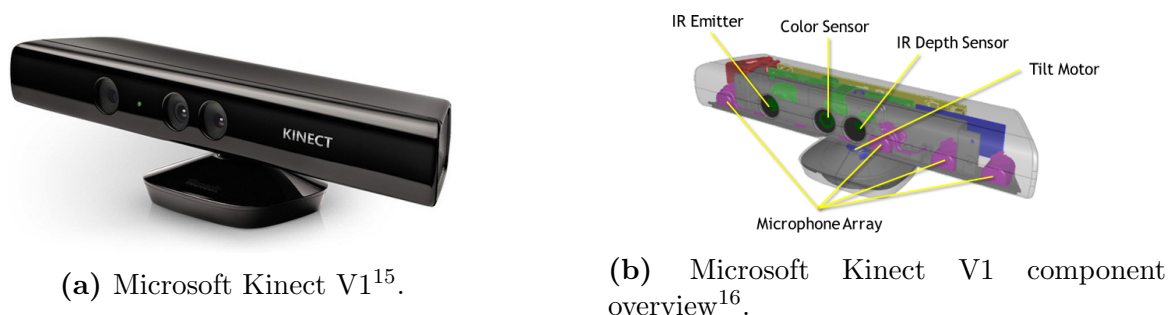 KINECT
(a) Microsoft Kinect V1¹⁵.
IR Emitter
Color Sensor
IR Depth Sensor
Tilt Motor
Microphone Array
(b) Microsoft Kinect V1 component
overview¹⁶.